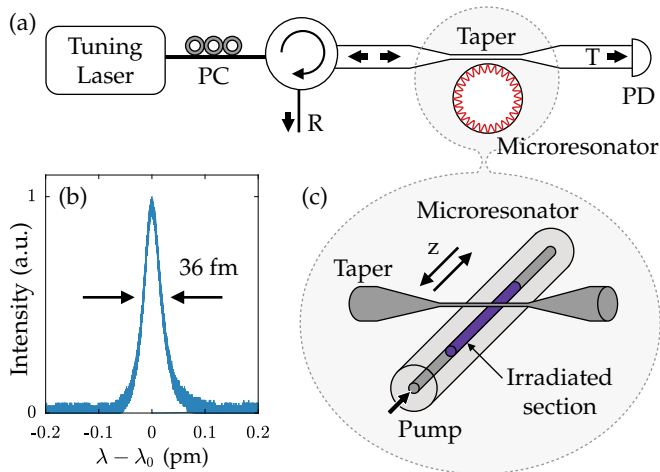 (a)
Tuning
Laser
PC
R
Taper
T
PD
Microresonator
(b)
1
36 fm
Intensity (a.u.)
0
-0.2
-0.1
0
0.1
0.2
λ − λ₀ (pm)
(c)
Microresonator
z
Taper
Irradiated
section
Pump